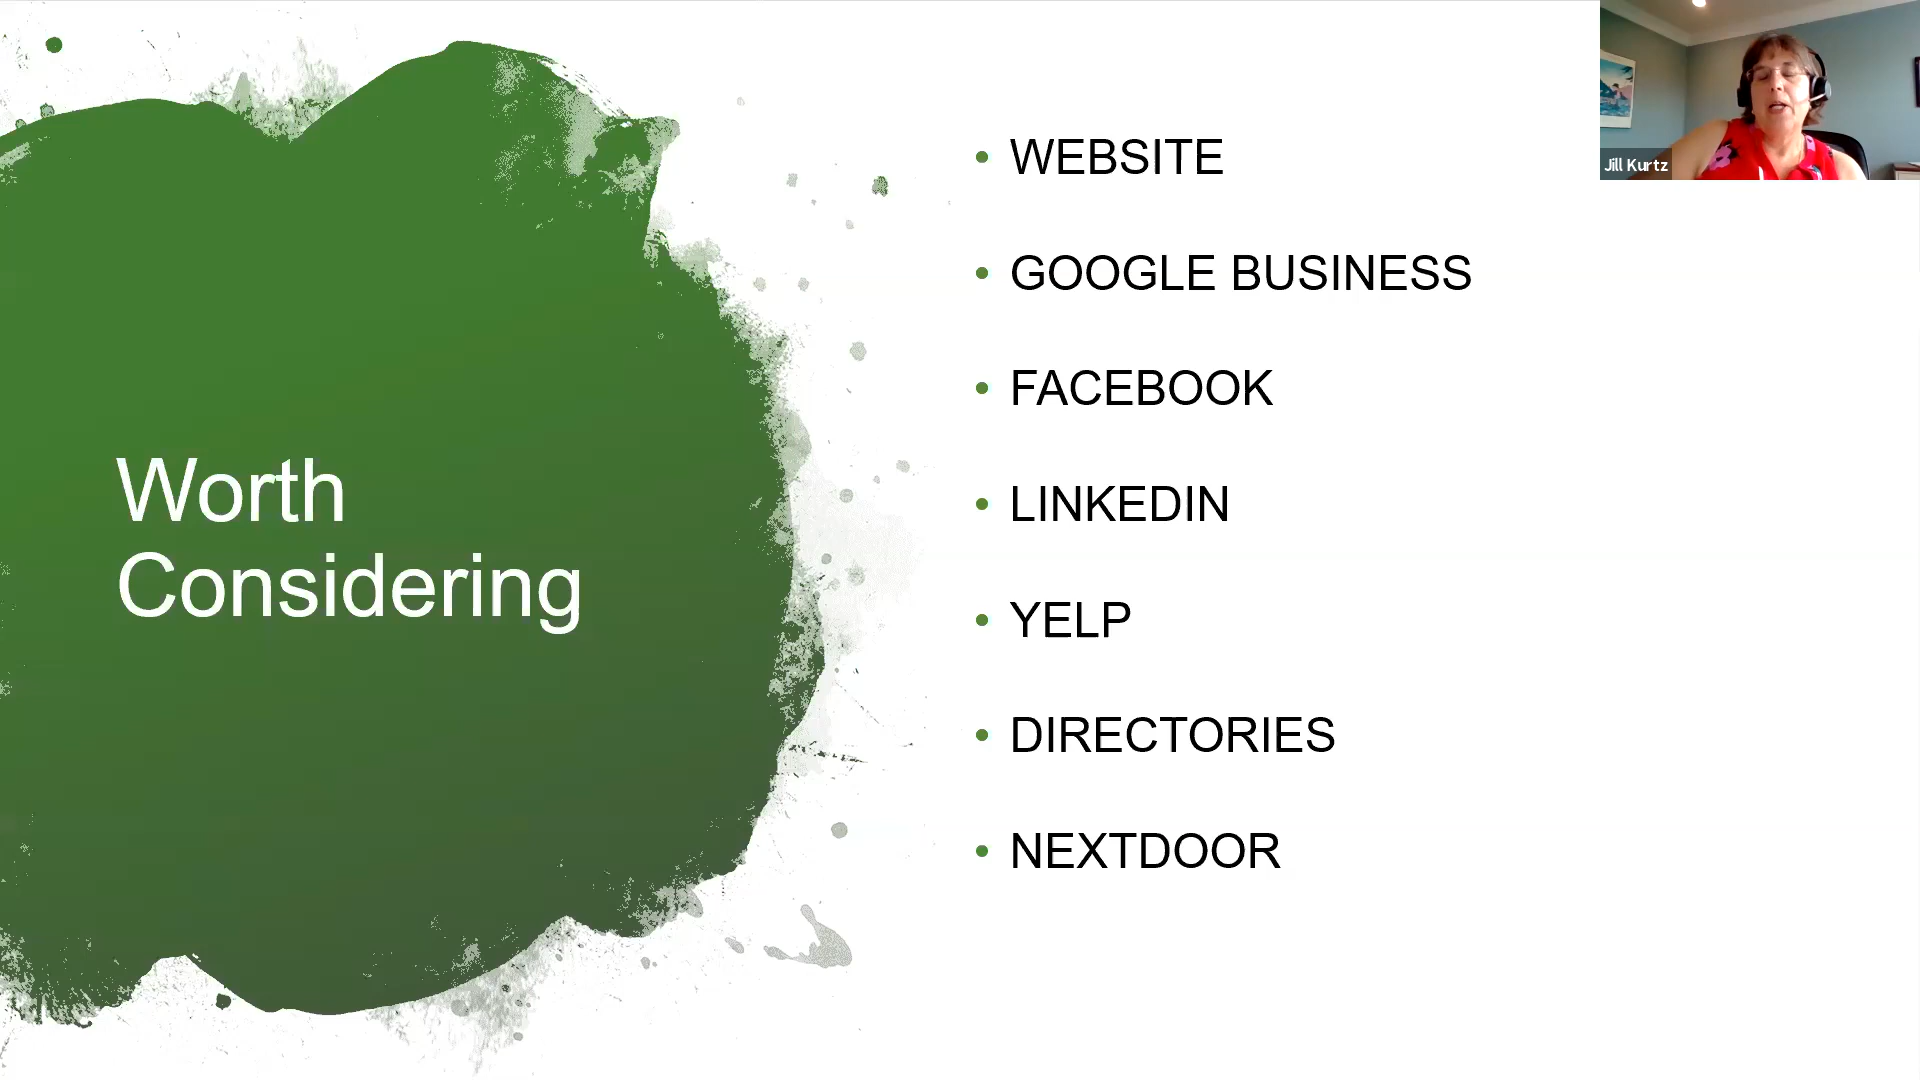 Worth
Considering
• WEBSITE
• GOOGLE BUSINESS
• FACEBOOK
• LINKEDIN
• YELP
• DIRECTORIES
• NEXTDOOR
Jill Kurtz